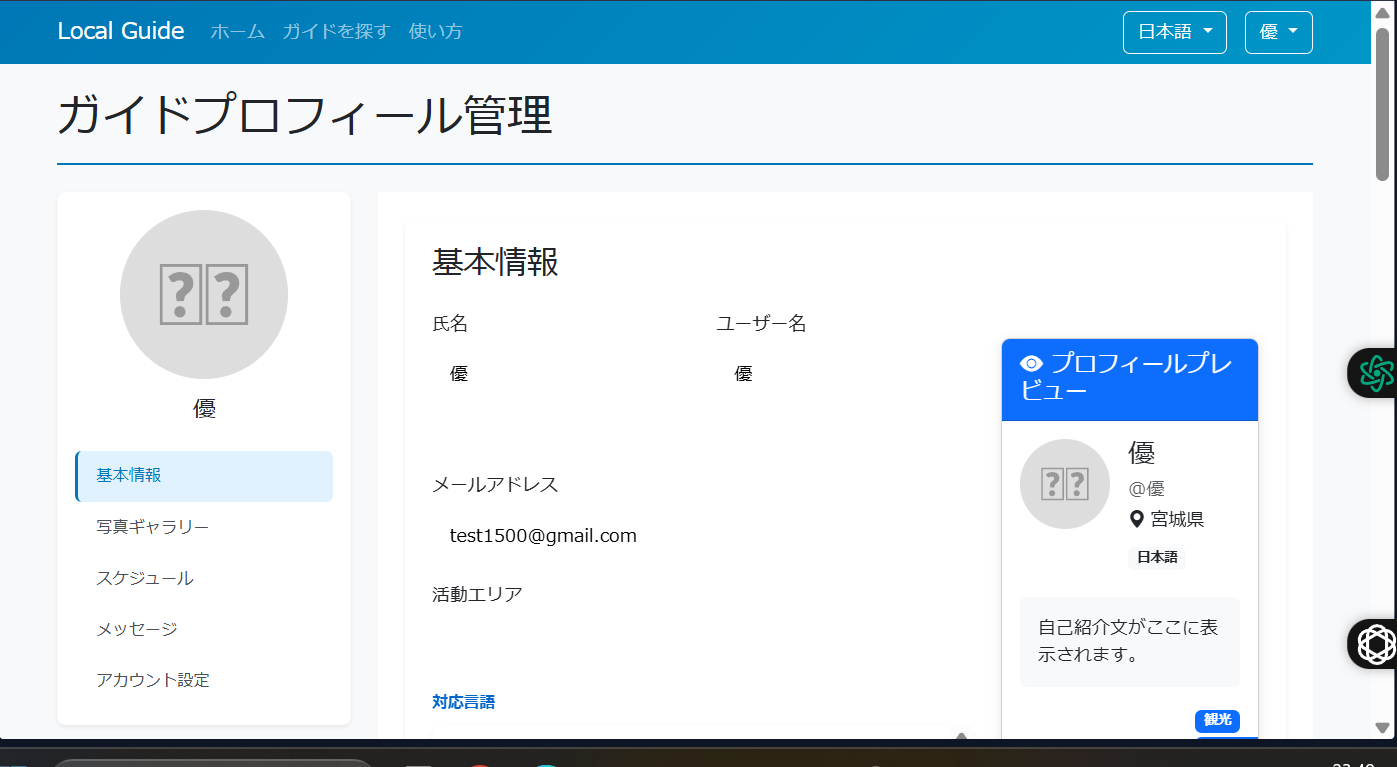 Local Guide ホーム ガイドを探す 使い方 日本語 優
ガイドプロフィール管理
優
基本情報
写真ギャラリー
スケジュール
メッセージ
アカウント設定
基本情報
氏名
優
ユーザー名
優
メールアドレス
test1500@gmail.com
活動エリア
対応言語
プロフィールプレ
ビュー
優
@優
宮城県
日本語
自己紹介文がここに表
示されます。
観光